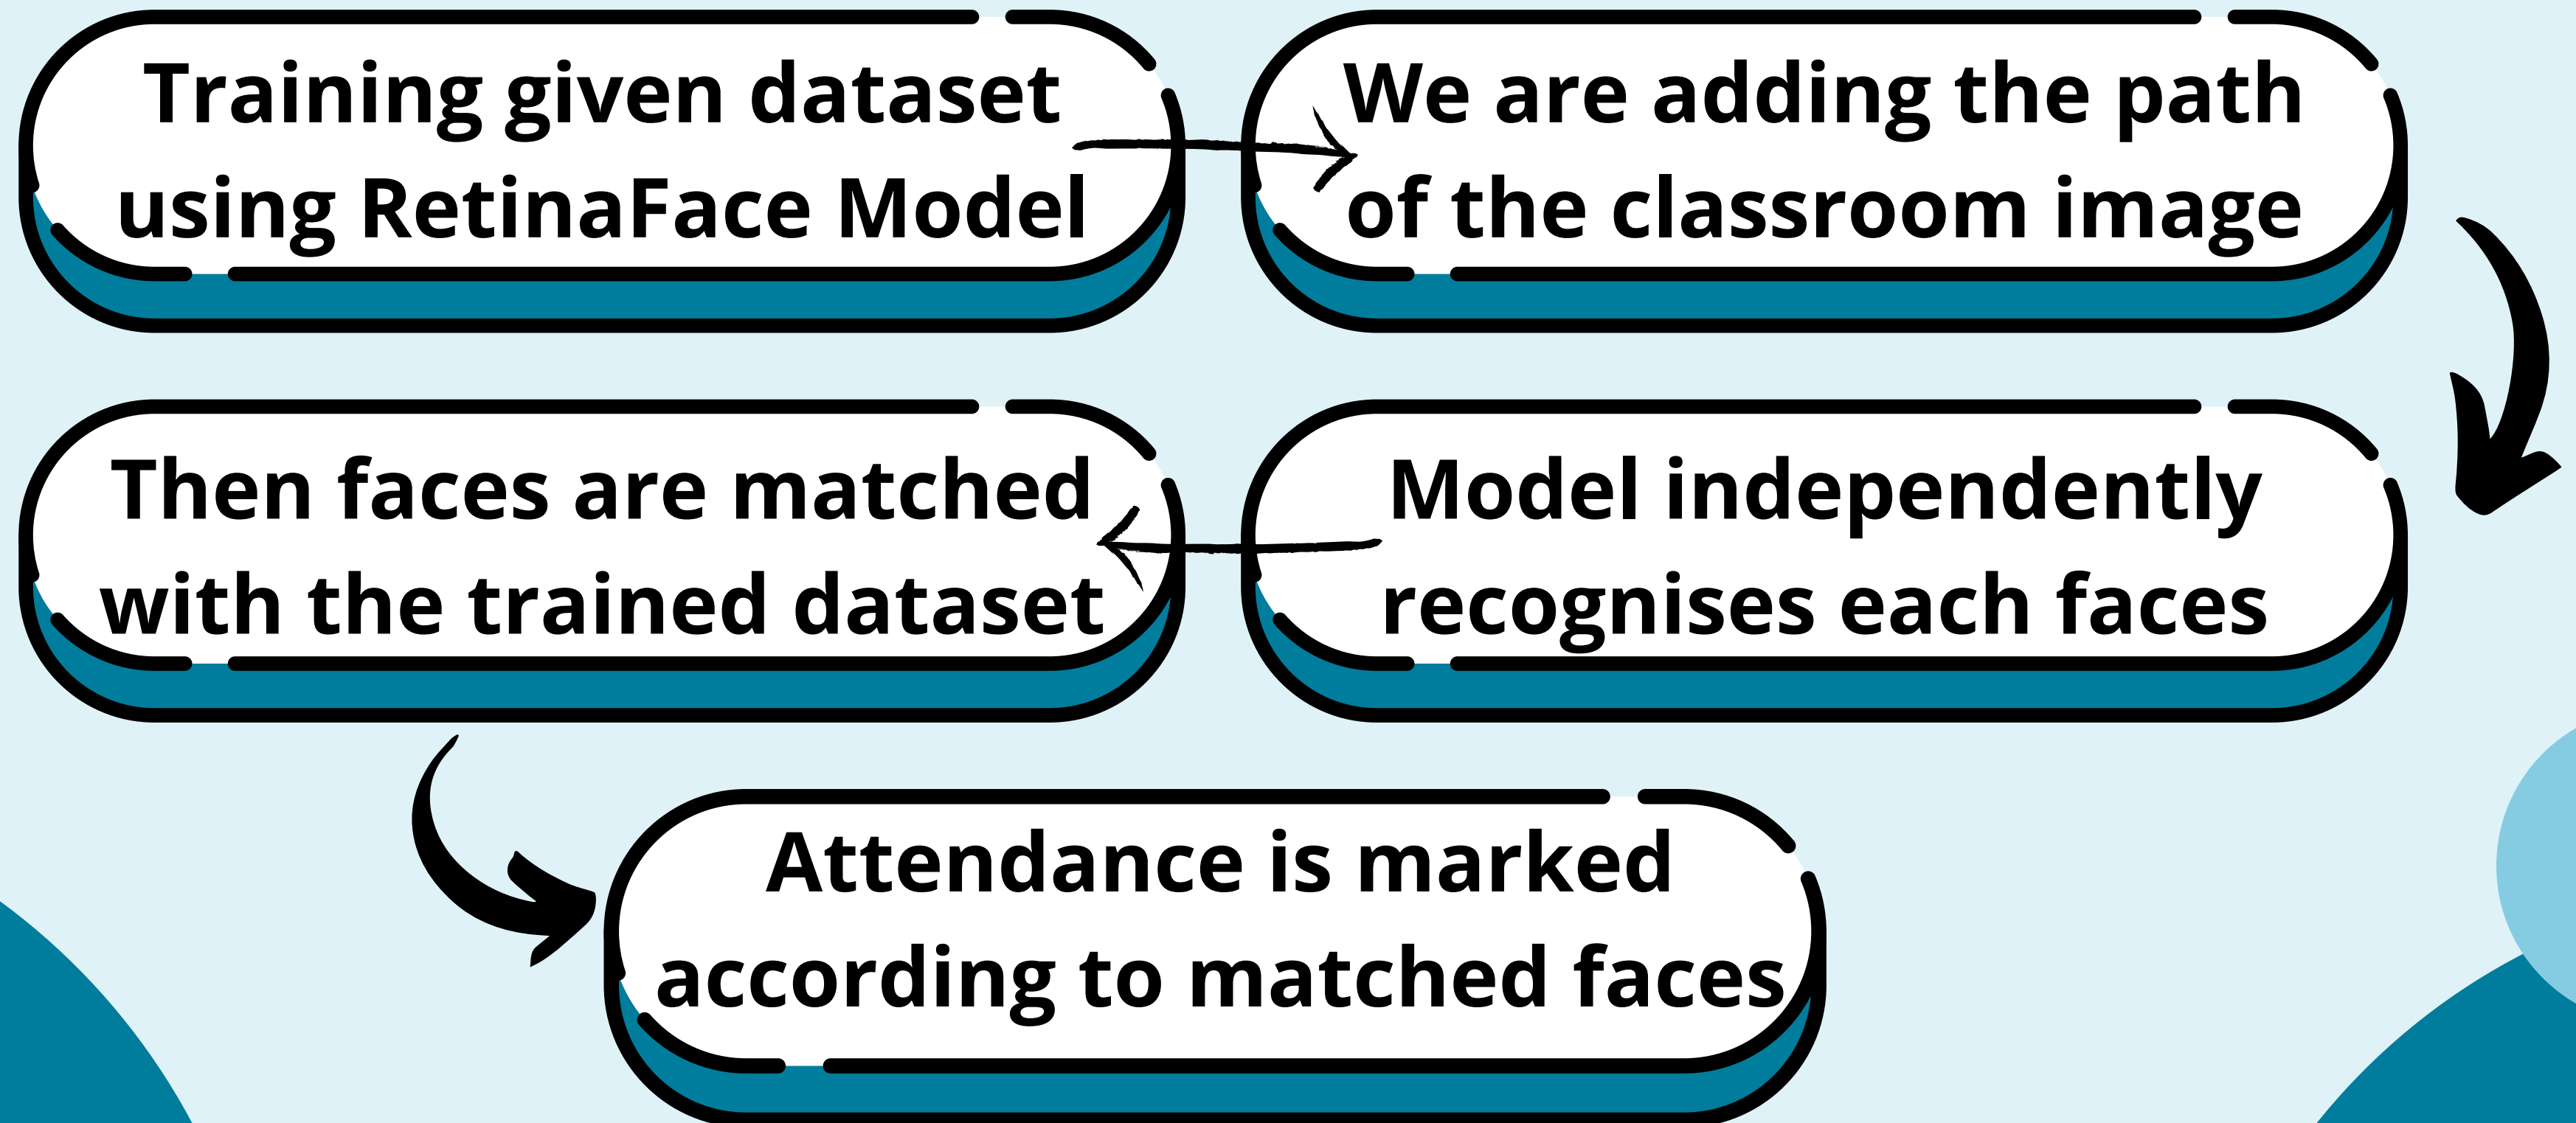 Training given dataset
using RetinaFace Model
We are adding the path
of the classroom image
Model independently
recognises each faces
Then faces are matched
with the trained dataset
Attendance is marked
according to matched faces